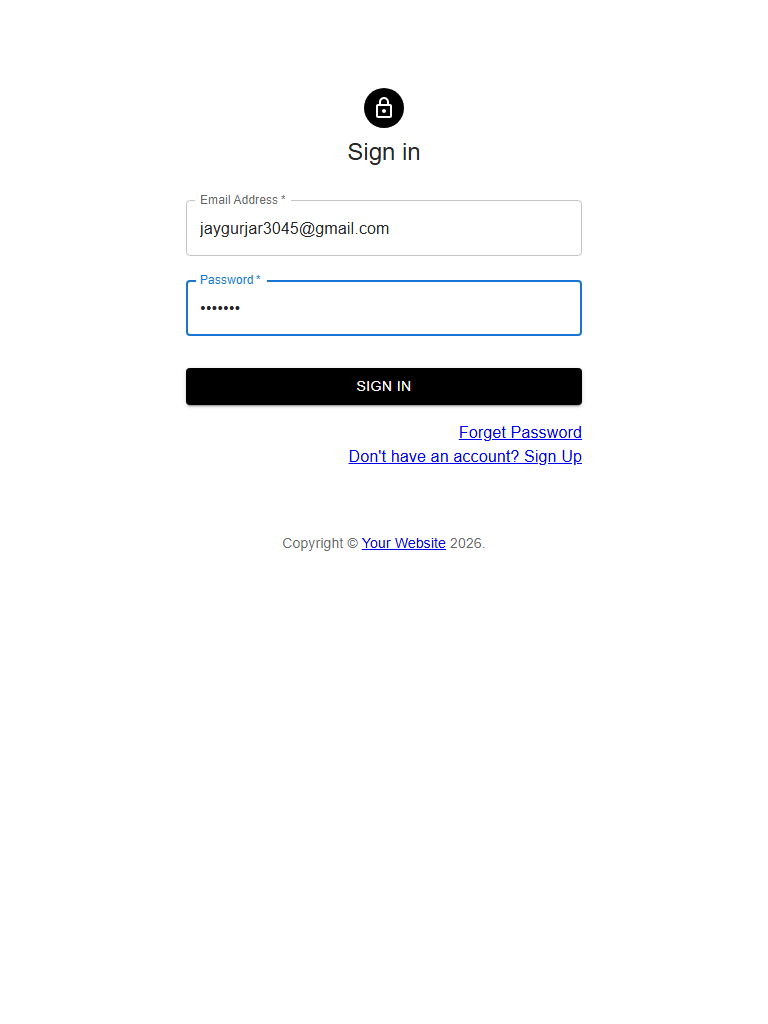 Sign in
Email Address *
jaygurjar3045@gmail.com
Password *
•••••••
SIGN IN
Forget Password
Don't have an account? Sign Up
Copyright © Your Website 2026.